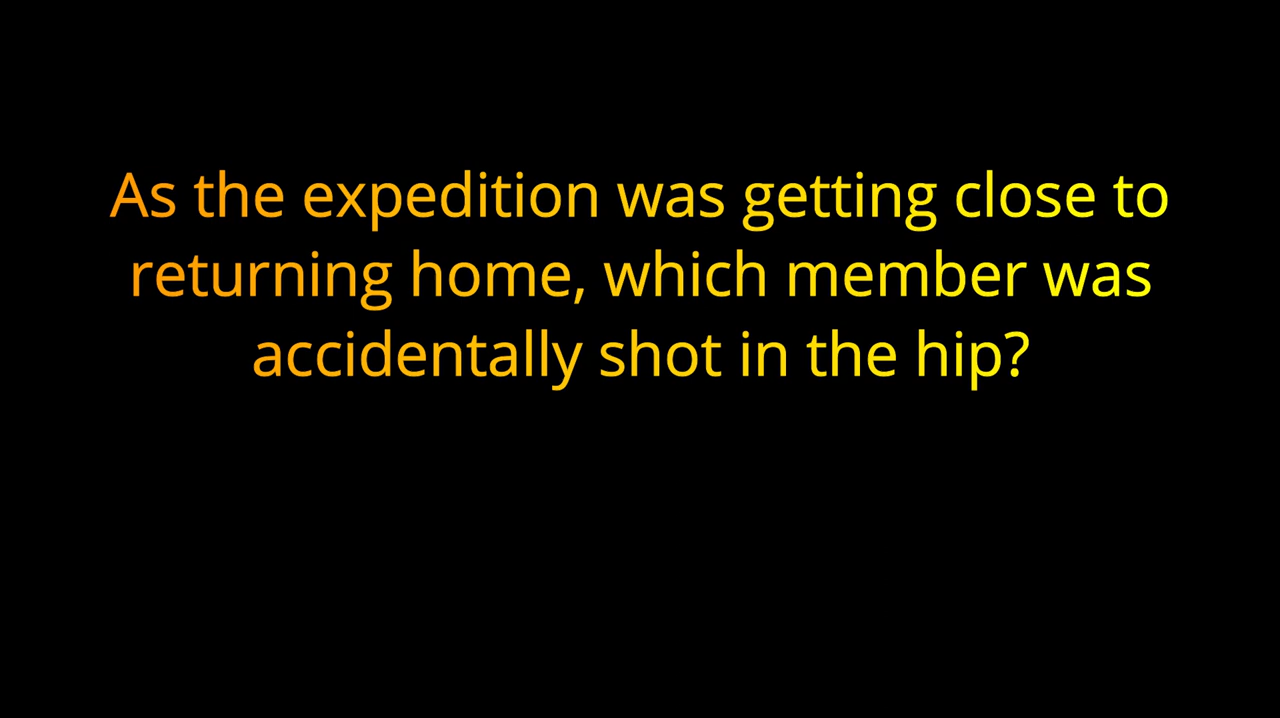 As the expedition was getting close to
returning home, which member was
accidentally shot in the hip?